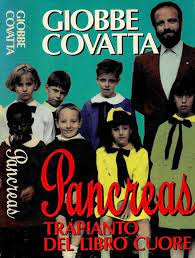 GIOBBE
COVATTA
Pancreas
GIOBBE
COVATTA
Pancreas
TRAPIANTO
DEL LIBRO CUORE